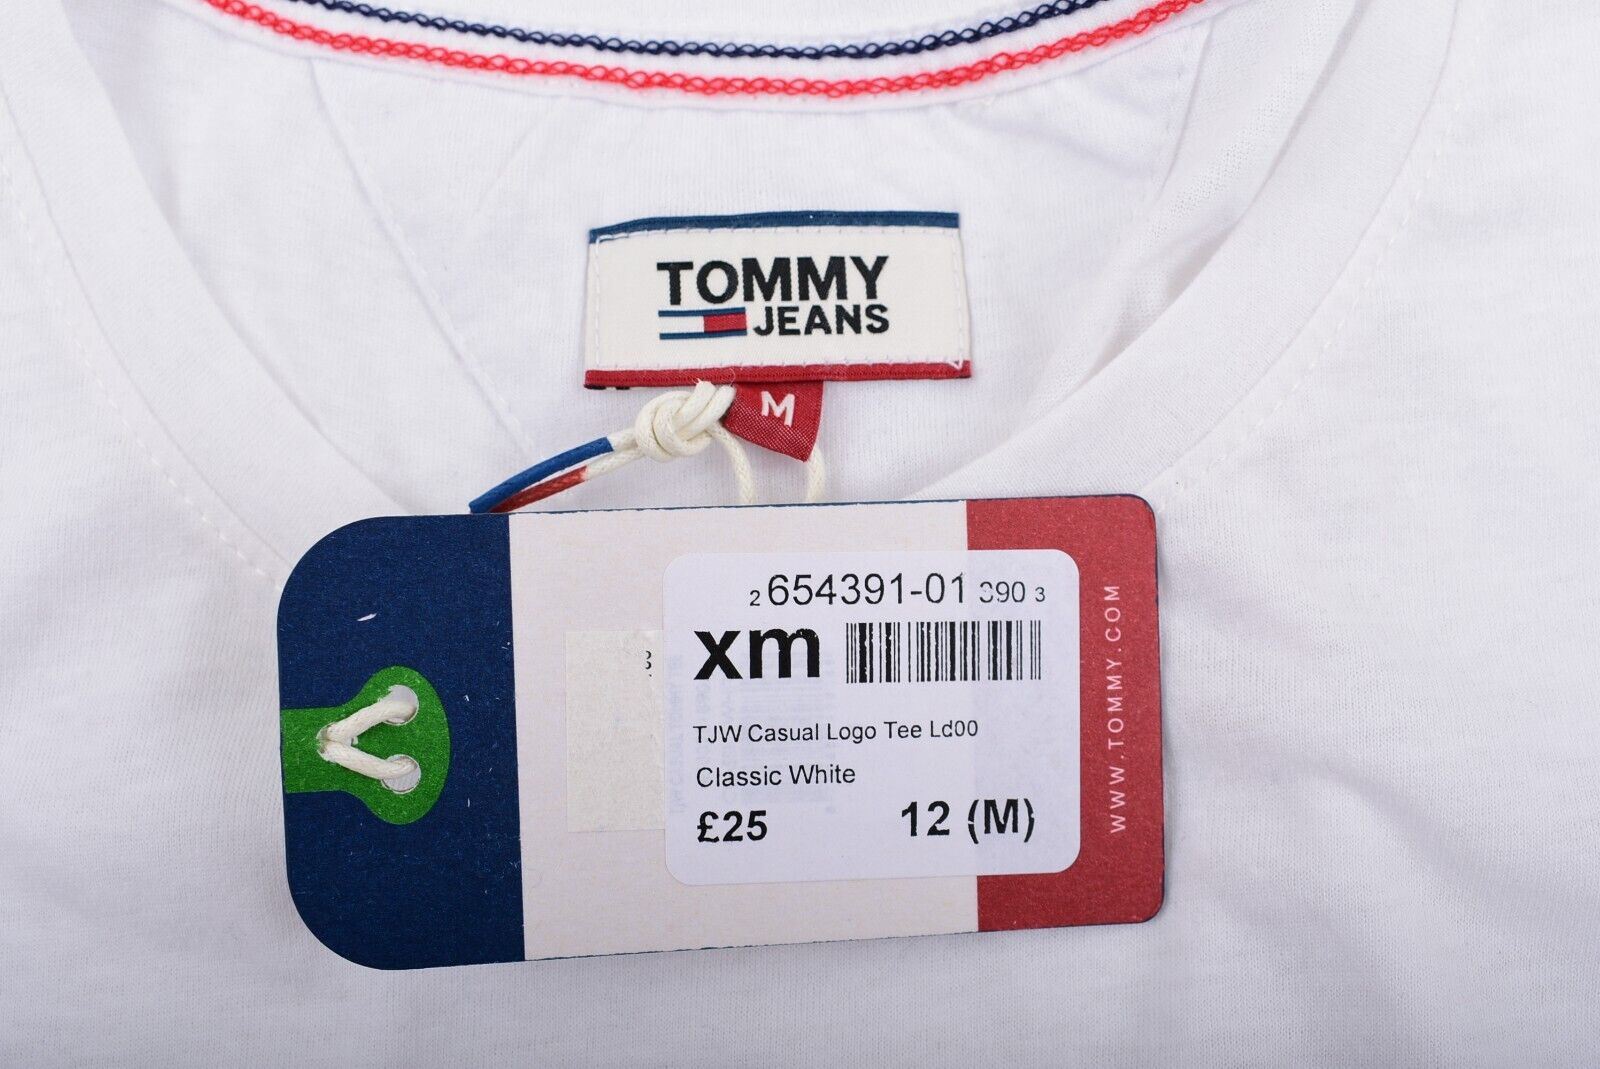 TOMMY
JEANS
M
2 654391-01 390 3
xm
TJW Casual Logo Tee Ld00
Classic White
£25 12 (M)
WWW.TOMMY.COM